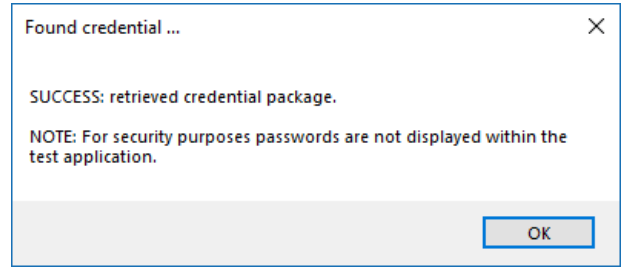 Found credential ...
SUCCESS: retrieved credential package.
NOTE: For security purposes passwords are not displayed within the
test application.
OK